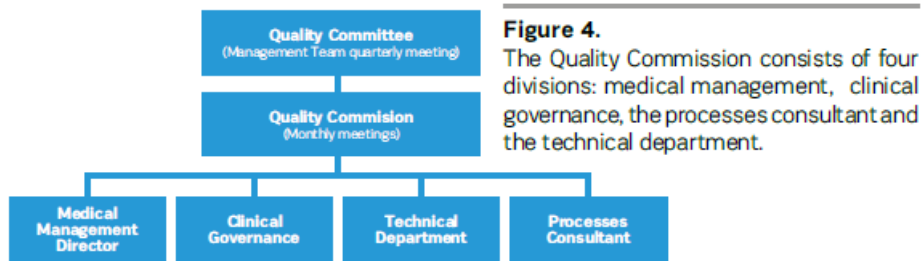 Quality Committee
(Management Team quarterly meeting)
Quality Commision
(Monthly meetings)
Medical
Management
Director
Clinical
Governance
Technical
Department
Processes
Consultant
Figure 4.
The Quality Commission consists of four
divisions: medical management, clinical
governance, the processes consultant and
the technical department.